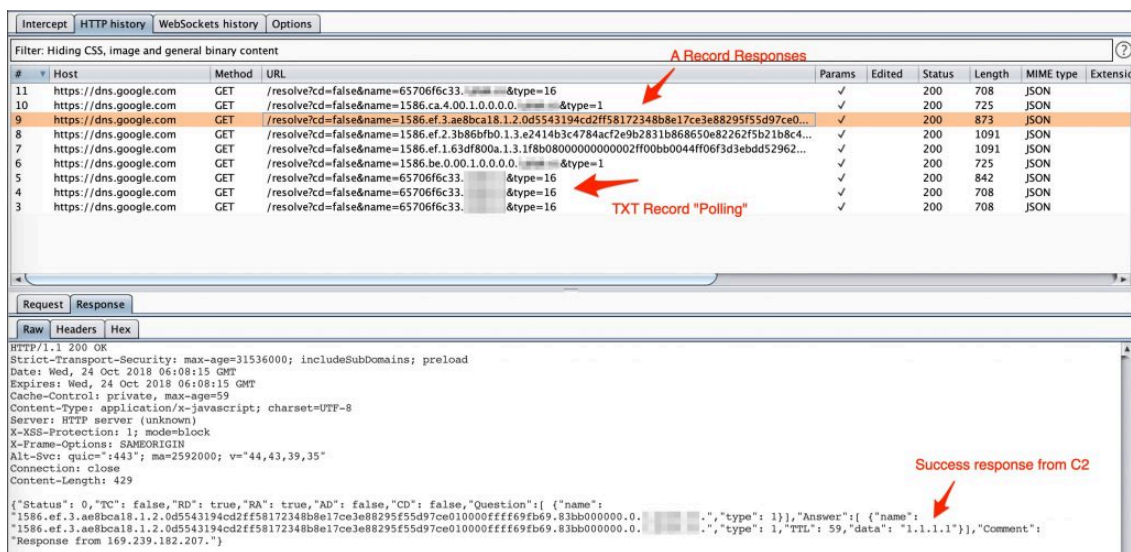 Intercept HTTP history WebSockets history Options
Filter: Hiding CSS, image and general binary content ?
A Record Responses
# Host Method URL Params Edited Status Length MIME type Extensio
11 https://dns.google.com GET /resolve?cd=false&name=65706f6c33. &type=16 ✓ 200 708 JSON
10 https://dns.google.com GET /resolve?cd=false&name=1586.ca.4.00.1.0.0.0.0. &type=1 ✓ 200 725 JSON
9 https://dns.google.com GET /resolve?cd=false&name=1586.ef.3.ae8bca18.1.2.0d5543194cd2ff58172348b8e17ce3e88295f55d97ce0... ✓ 200 873 JSON
8 https://dns.google.com GET /resolve?cd=false&name=1586.ef.2.3b86bfb0.1.3.e2414b3c4784acf2e9b2831b868650e82262f5b21b8c4... ✓ 200 1091 JSON
7 https://dns.google.com GET /resolve?cd=false&name=1586.ef.1.63df800a.1.3.1f8b08000000000002ff00bb0044ff06f3d3ebdd52962... ✓ 200 1091 JSON
6 https://dns.google.com GET /resolve?cd=false&name=1586.be.0.00.1.0.0.0.0. &type=1 ✓ 200 725 JSON
5 https://dns.google.com GET /resolve?cd=false&name=65706f6c33. &type=16 ✓ 200 842 JSON
4 https://dns.google.com GET /resolve?cd=false&name=65706f6c33. &type=16 ✓ 200 708 JSON
3 https://dns.google.com GET /resolve?cd=false&name=65706f6c33. &type=16 ✓ 200 708 JSON
TXT Record "Polling"
Request Response
Raw Headers Hex
HTTP/1.1 200 OK
Strict-Transport-Security: max-age=31536000; includeSubDomains; preload
Date: Wed, 24 Oct 2018 06:08:15 GMT
Expires: Wed, 24 Oct 2018 06:08:15 GMT
Cache-Control: private, max-age=59
Content-Type: application/x-javascript; charset=UTF-8
Server: HTTP server (unknown)
X-XSS-Protection: 1; mode=block
X-Frame-Options: SAMEORIGIN
Alt-Svc: quic=":443"; ma=2592000; v="44,43,39,35"
Connection: close
Content-Length: 429
Success response from C2
{"Status": 0,"TC": false,"RD": true,"RA": true,"AD": false,"CD": false,"Question":[ {"name":
"1586.ef.3.ae8bca18.1.2.0d5543194cd2ff58172348b8e17ce3e88295f55d97ce010000ffff69fb69.83bb000000.0. .","type": 1}],"Answer":[ {"name":
"1586.ef.3.ae8bca18.1.2.0d5543194cd2ff58172348b8e17ce3e88295f55d97ce010000ffff69fb69.83bb000000.0. .","type": 1,"TTL": 59,"data": "1.1.1.1"}],"Comment":
"Response from 169.239.182.207."}